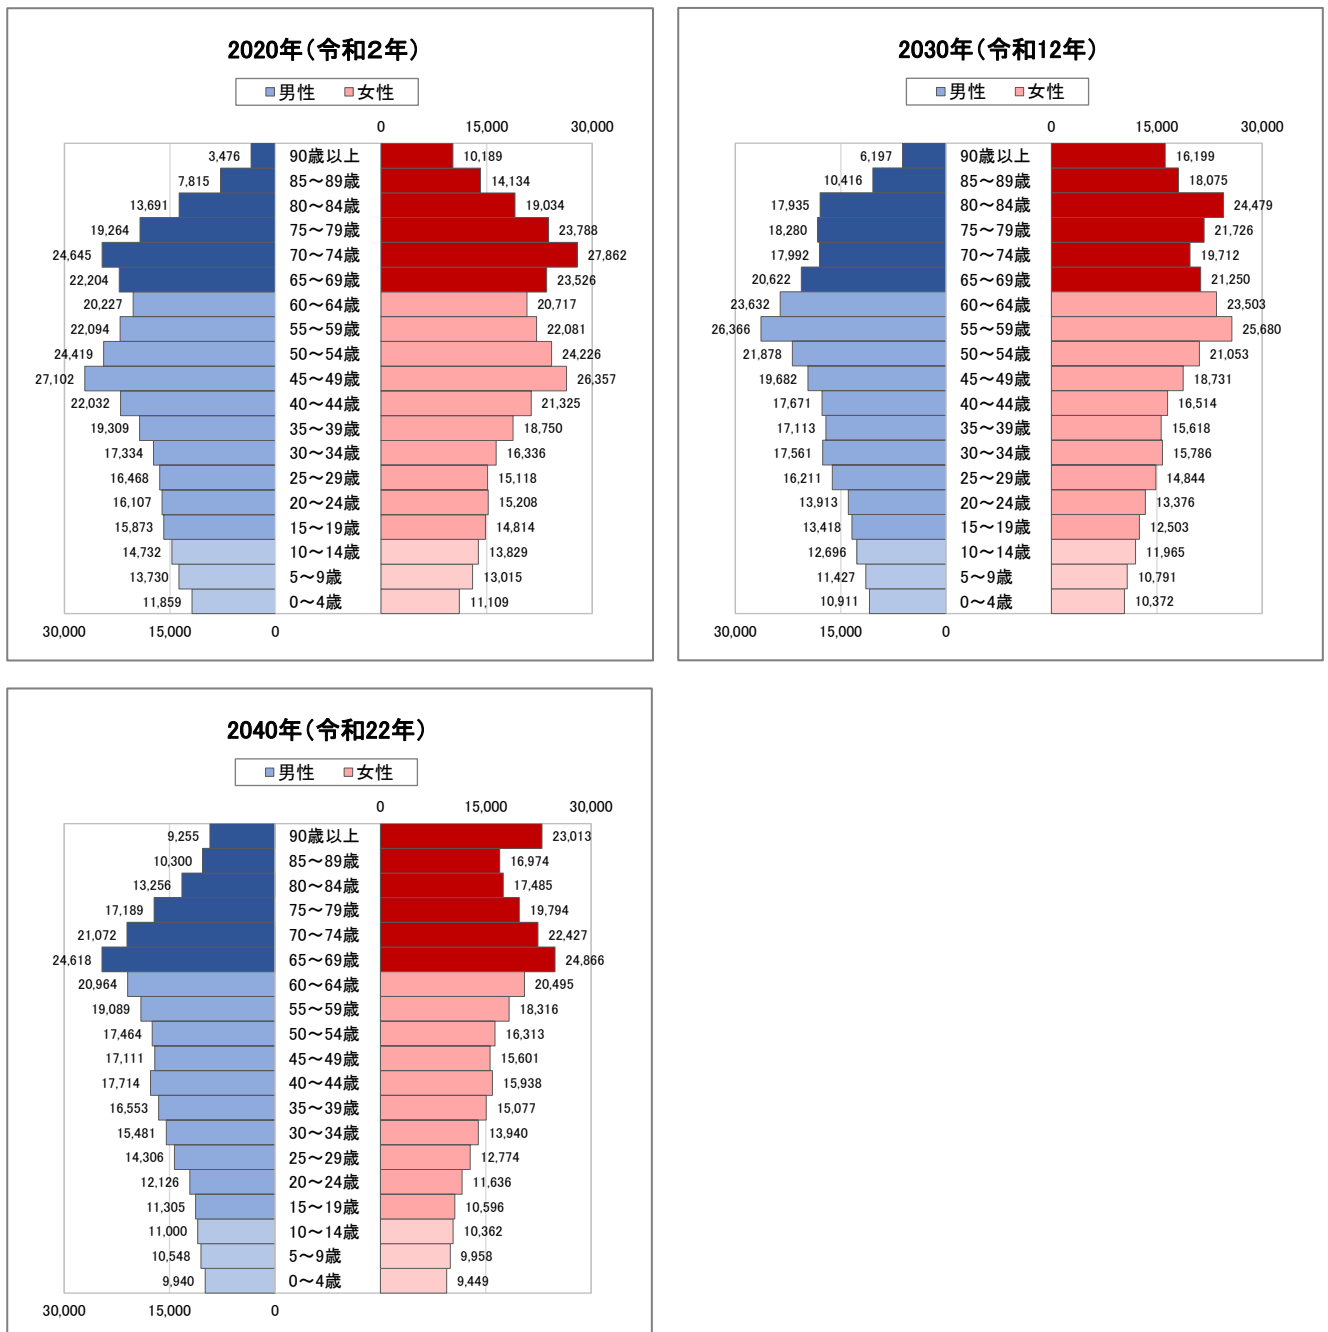 2020年（令和２年）
男性 女性
0 15,000 30,000
3,476 90歳以上 10,189
7,815 85～89歳 14,134
13,691 80～84歳 19,034
19,264 75～79歳 23,788
24,645 70～74歳 27,862
22,204 65～69歳 23,526
20,227 60～64歳 20,717
22,094 55～59歳 22,081
24,419 50～54歳 24,226
27,102 45～49歳 26,357
22,032 40～44歳 21,325
19,309 35～39歳 18,750
17,334 30～34歳 16,336
16,468 25～29歳 15,118
16,107 20～24歳 15,208
15,873 15～19歳 14,814
14,732 10～14歳 13,829
13,730 5～9歳 13,015
11,859 0～4歳 11,109
30,000 15,000 0
2030年（令和12年）
男性 女性
0 15,000 30,000
6,197 90歳以上 16,199
10,416 85～89歳 18,075
17,935 80～84歳 24,479
18,280 75～79歳 21,726
17,992 70～74歳 19,712
20,622 65～69歳 21,250
23,632 60～64歳 23,503
26,366 55～59歳 25,680
21,878 50～54歳 21,053
19,682 45～49歳 18,731
17,671 40～44歳 16,514
17,113 35～39歳 15,618
17,561 30～34歳 15,786
16,211 25～29歳 14,844
13,913 20～24歳 13,376
13,418 15～19歳 12,503
12,696 10～14歳 11,965
11,427 5～9歳 10,791
10,911 0～4歳 10,372
30,000 15,000 0
2040年（令和22年）
男性 女性
0 15,000 30,000
9,255 90歳以上 23,013
10,300 85～89歳 16,974
13,256 80～84歳 17,485
17,189 75～79歳 19,794
21,072 70～74歳 22,427
24,618 65～69歳 24,866
20,964 60～64歳 20,495
19,089 55～59歳 18,316
17,464 50～54歳 16,313
17,111 45～49歳 15,601
17,714 40～44歳 15,938
16,553 35～39歳 15,077
15,481 30～34歳 13,940
14,306 25～29歳 12,774
12,126 20～24歳 11,636
11,305 15～19歳 10,596
11,000 10～14歳 10,362
10,548 5～9歳 9,958
9,940 0～4歳 9,449
30,000 15,000 0